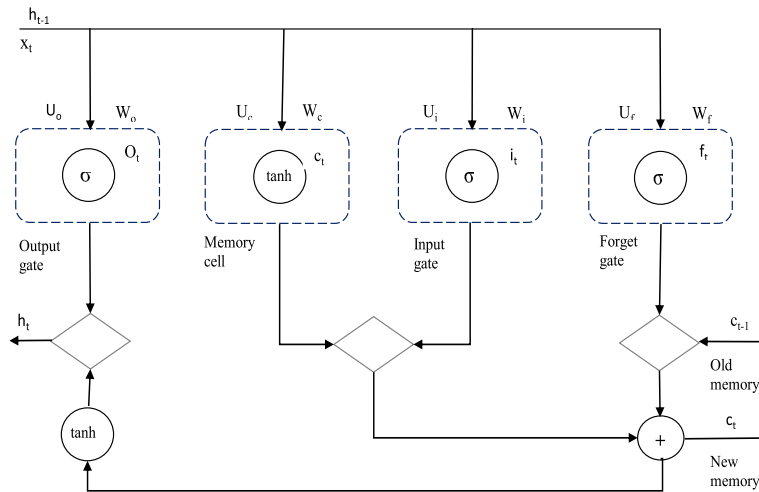 h t-1
x t
U o W o U c W c U i W i U f W f
O t c t i t f t
σ tanh σ σ
Output gate
Memory cell
Input gate
Forget gate
h t
c t-1
Old memory
tanh
+
c t
New memory